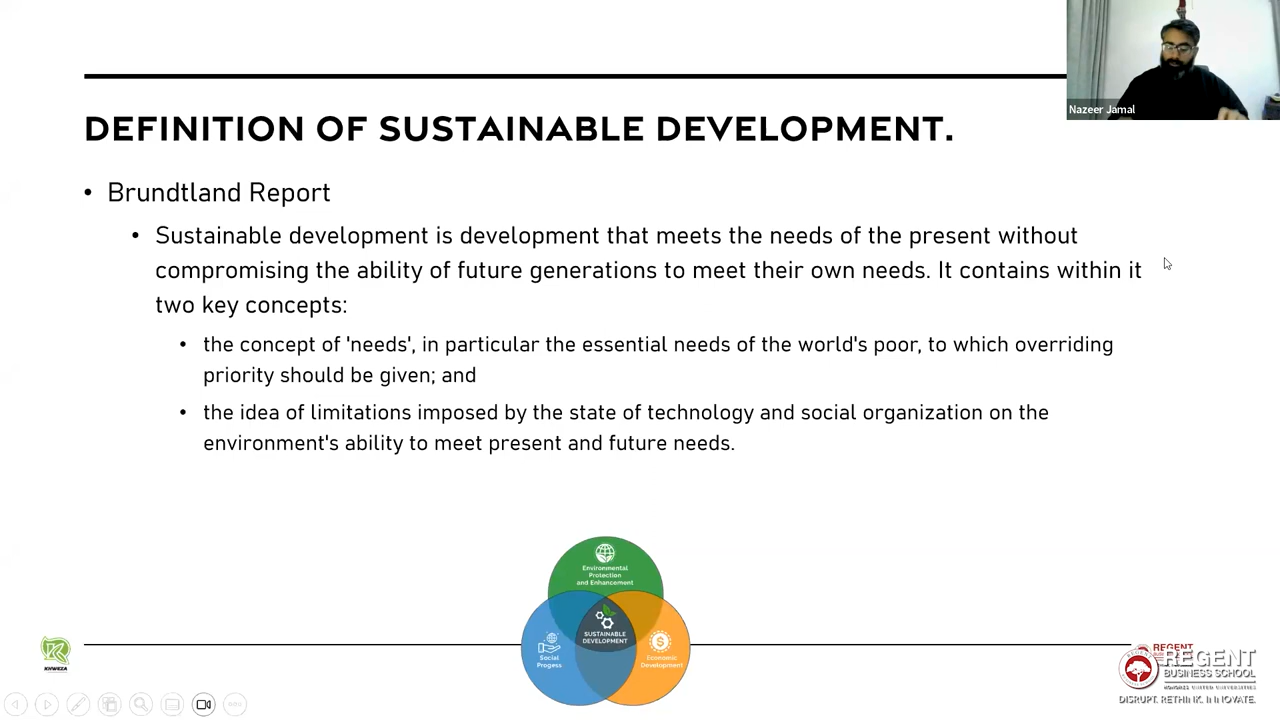 Nazeer Jamal
DEFINITION OF SUSTAINABLE DEVELOPMENT.
• Brundtland Report
• Sustainable development is development that meets the needs of the present without
compromising the ability of future generations to meet their own needs. It contains within it
two key concepts:
• the concept of 'needs', in particular the essential needs of the world's poor, to which overriding
priority should be given; and
• the idea of limitations imposed by the state of technology and social organization on the
environment's ability to meet present and future needs.
Environmental
Protection
and Enhancement
SUSTAINABLE
DEVELOPMENT
Social
Progess
Economic
Development
KHWEZA
REGENT
REGENT
BUSINESS SCHOOL
DISRUPT. RETHINK. INNOVATE.